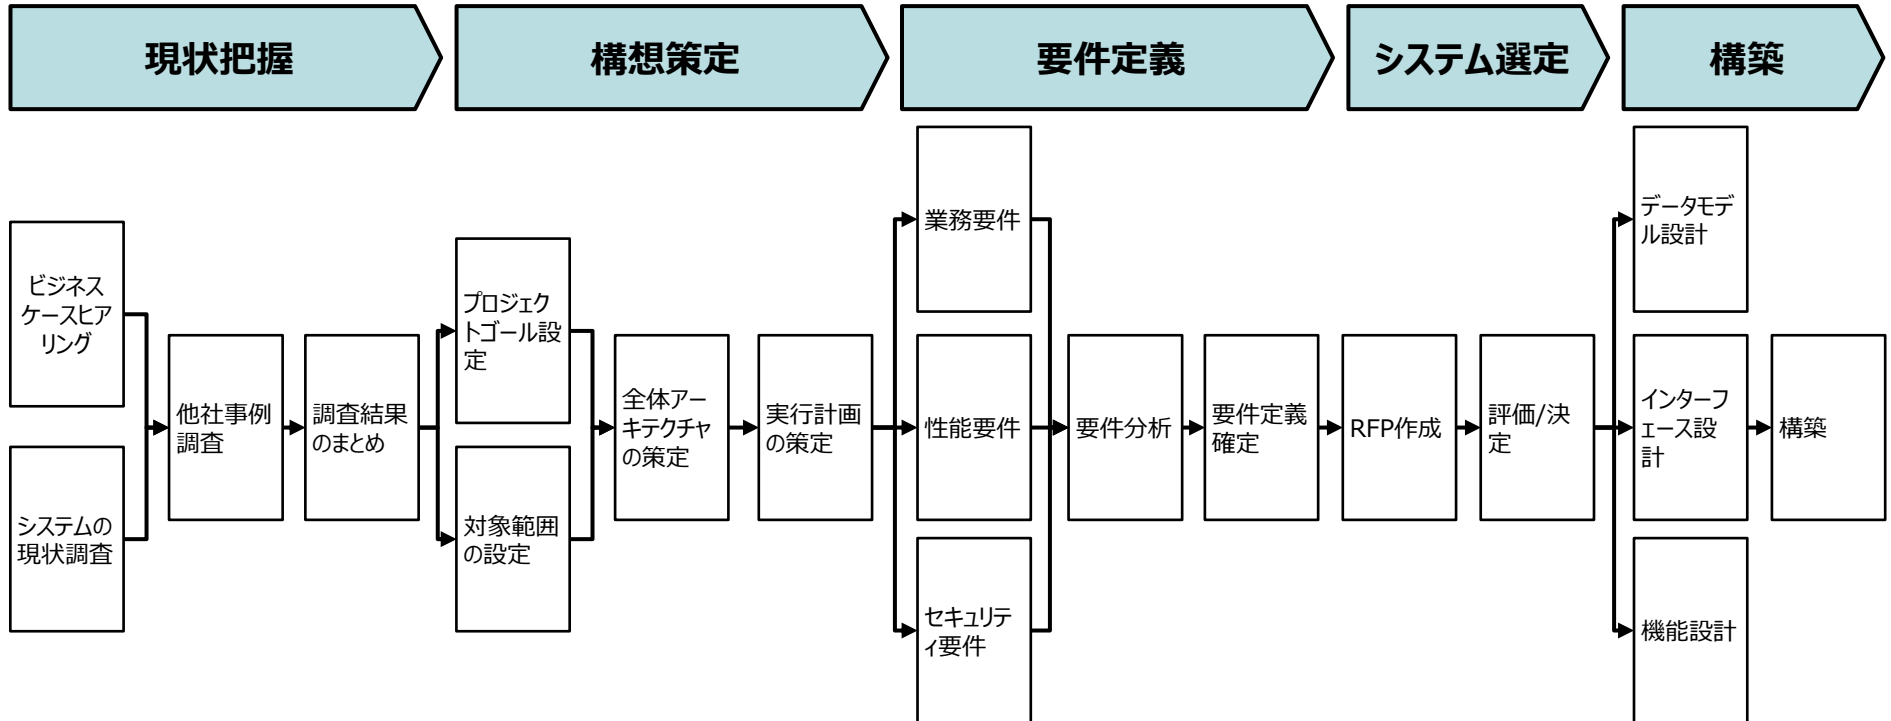 現状把握
構想策定
要件定義
システム選定
構築
ビジネス
ケースヒア
リング
システムの
現状調査
他社事例
調査
調査結果
のまとめ
プロジェク
トゴール設
定
対象範囲
の設定
全体アー
キテクチャ
の策定
実行計画
の策定
業務要件
性能要件
セキュリテ
ィ要件
要件分析
要件定義
確定
RFP作成
評価/決
定
データモデ
ル設計
インターフ
ェース設
計
機能設計
構築